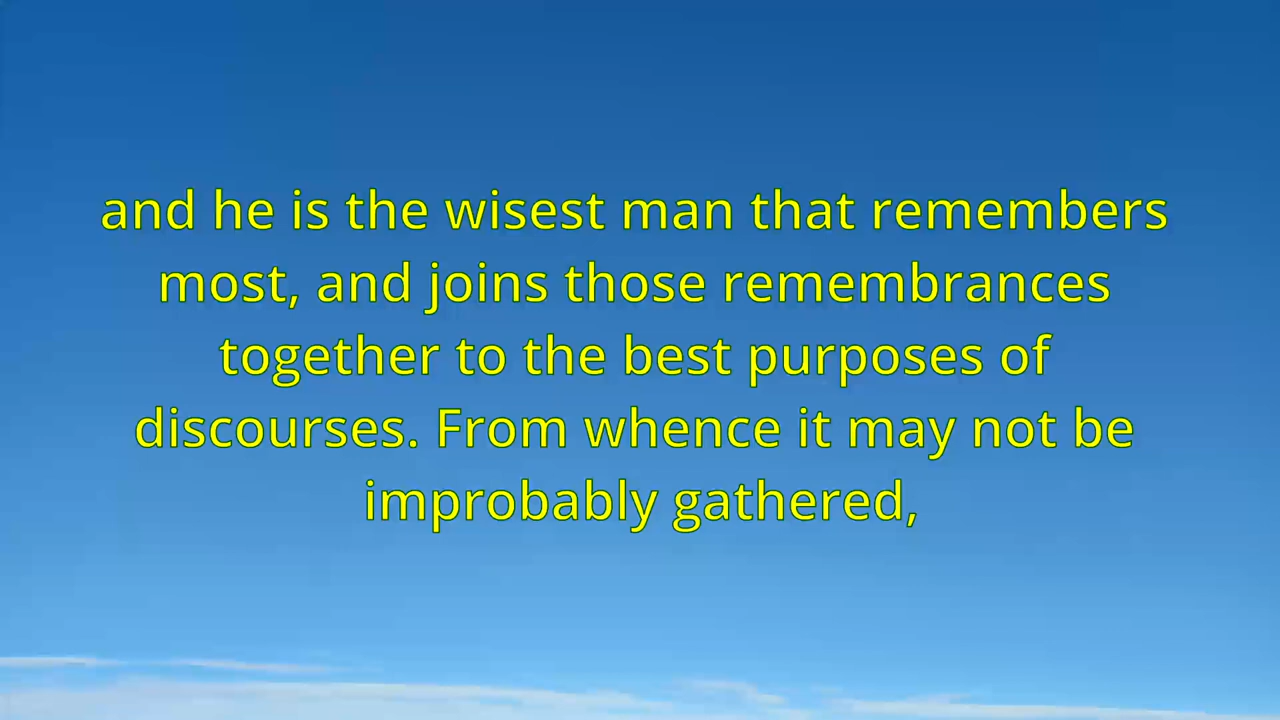 and he is the wisest man that remembers
most, and joins those remembrances
together to the best purposes of
discourses. From whence it may not be
improbably gathered,